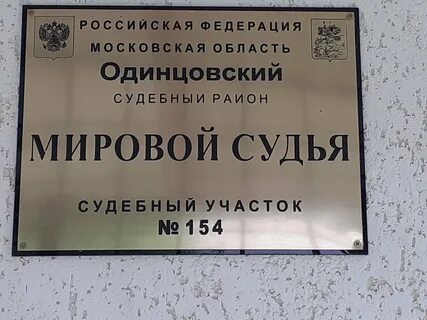 РОССИЙСКАЯ ФЕДЕРАЦИЯ
МОСКОВСКАЯ ОБЛАСТЬ
Одинцовский
СУДЕБНЫЙ РАЙОН
МИРОВОЙ СУДЬЯ
СУДЕБНЫЙ УЧАСТОК
№ 154